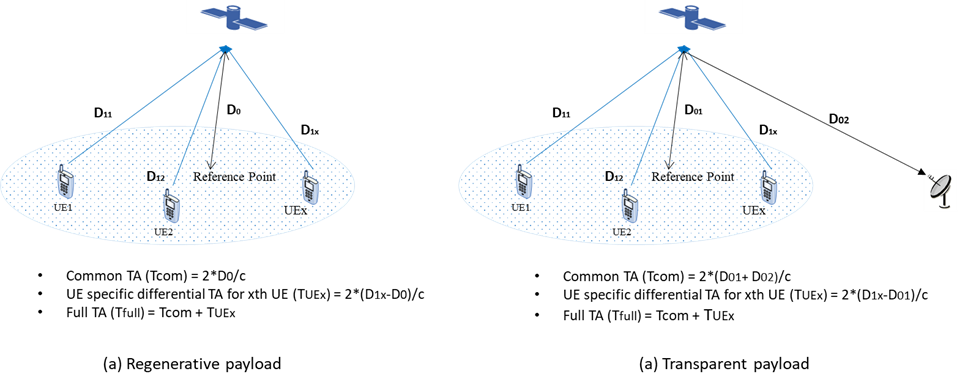 D11
D0
D1x
D12
Reference Point
UE1
UE2
UEx
• Common TA (Tcom) = 2*D0/c
• UE specific differential TA for xth UE (TUEx) = 2*(D1x-D0)/c
• Full TA (Tfull) = Tcom + TUEx
(a) Regenerative payload
D11
D01
D1x
D02
D12
Reference Point
UE1
UE2
UEx
• Common TA (Tcom) = 2*(D01+ D02)/c
• UE specific differential TA for xth UE (TUEx) = 2*(D1x-D01)/c
• Full TA (Tfull) = Tcom + TUEx
(a) Transparent payload